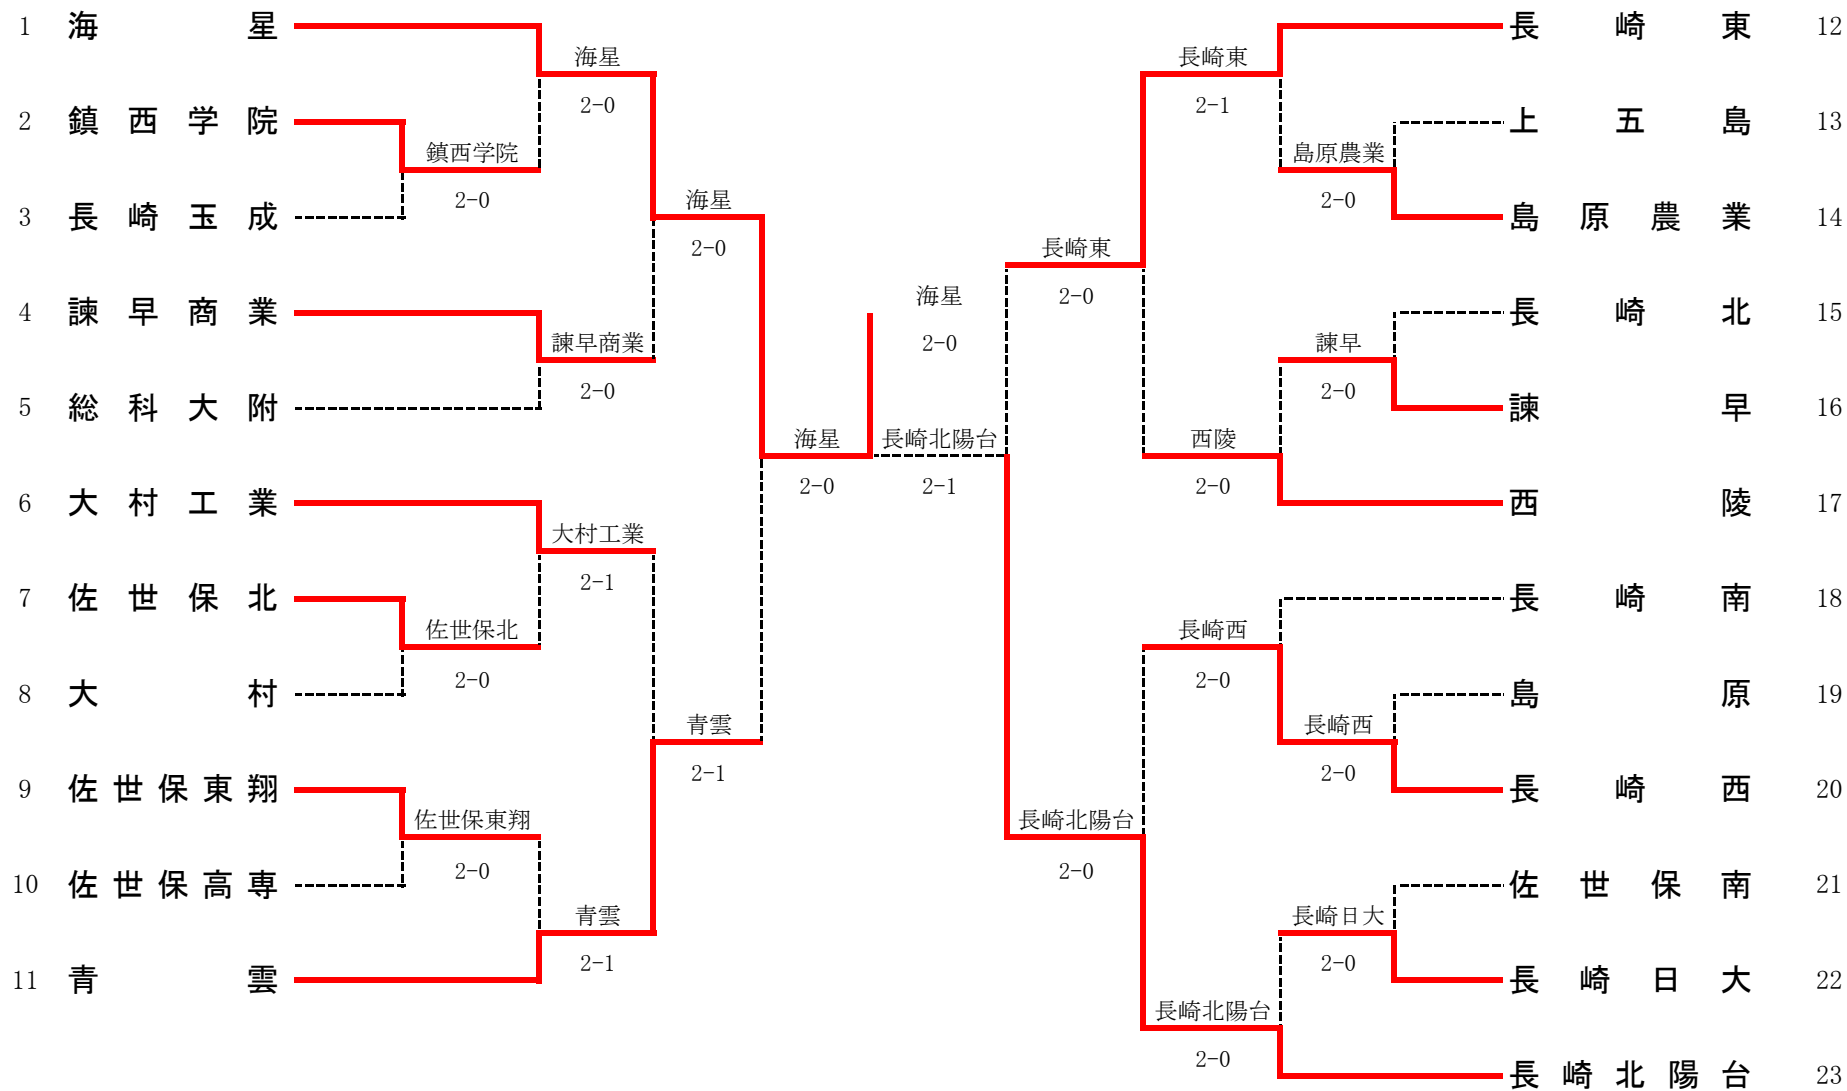 1 海星
2 鎮西学院
3 長崎玉成
4 諫早商業
5 総科大附
6 大村工業
7 佐世保北
8 大村
9 佐世保東翔
10 佐世保高専
11 青雲
鎮西学院
2-0
佐世保北
2-0
佐世保東翔
2-0
海星
2-0
諫早商業
2-0
大村工業
2-1
青雲
2-1
海星
2-0
青雲
2-1
海星
2-0
海星
2-0
長崎北陽台
2-1
長崎東
2-0
長崎北陽台
2-0
長崎東
2-1
西陵
2-0
長崎西
2-0
長崎北陽台
2-0
島原農業
2-0
諫早
2-0
長崎西
2-0
長崎日大
2-0
長崎東 12
上五島 13
島原農業 14
長崎北 15
諫早 16
西陵 17
長崎南 18
島原 19
長崎西 20
佐世保南 21
長崎日大 22
長崎北陽台 23